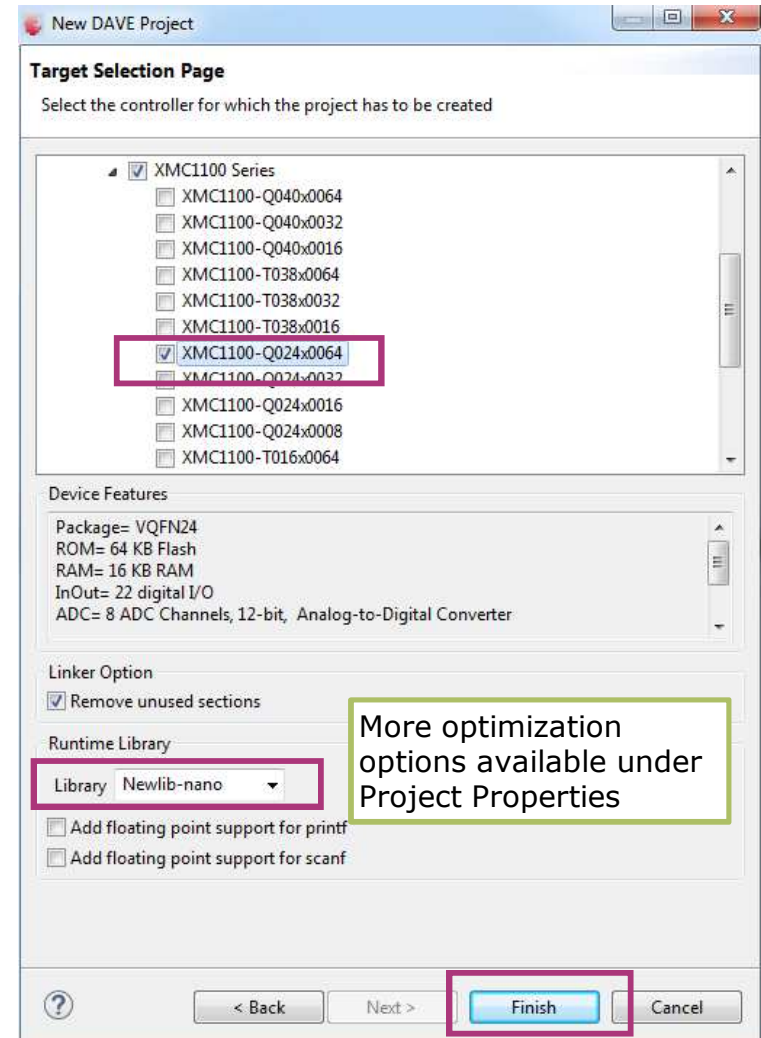 New DAVE Project
Target Selection Page
Select the controller for which the project has to be created
XMC1100 Series
XMC1100-Q040x0064
XMC1100-Q040x0032
XMC1100-Q040x0016
XMC1100-T038x0064
XMC1100-T038x0032
XMC1100-T038x0016
XMC1100-Q024x0064
XMC1100-Q024x0032
XMC1100-Q024x0016
XMC1100-Q024x0008
XMC1100-T016x0064
Device Features
Package= VQFN24
ROM= 64 KB Flash
RAM= 16 KB RAM
InOut= 22 digital I/O
ADC= 8 ADC Channels, 12-bit, Analog-to-Digital Converter
Linker Option
Remove unused sections
More optimization
options available under
Project Properties
Runtime Library
Library Newlib-nano
Add floating point support for printf
Add floating point support for scanf
? < Back Next > Finish Cancel